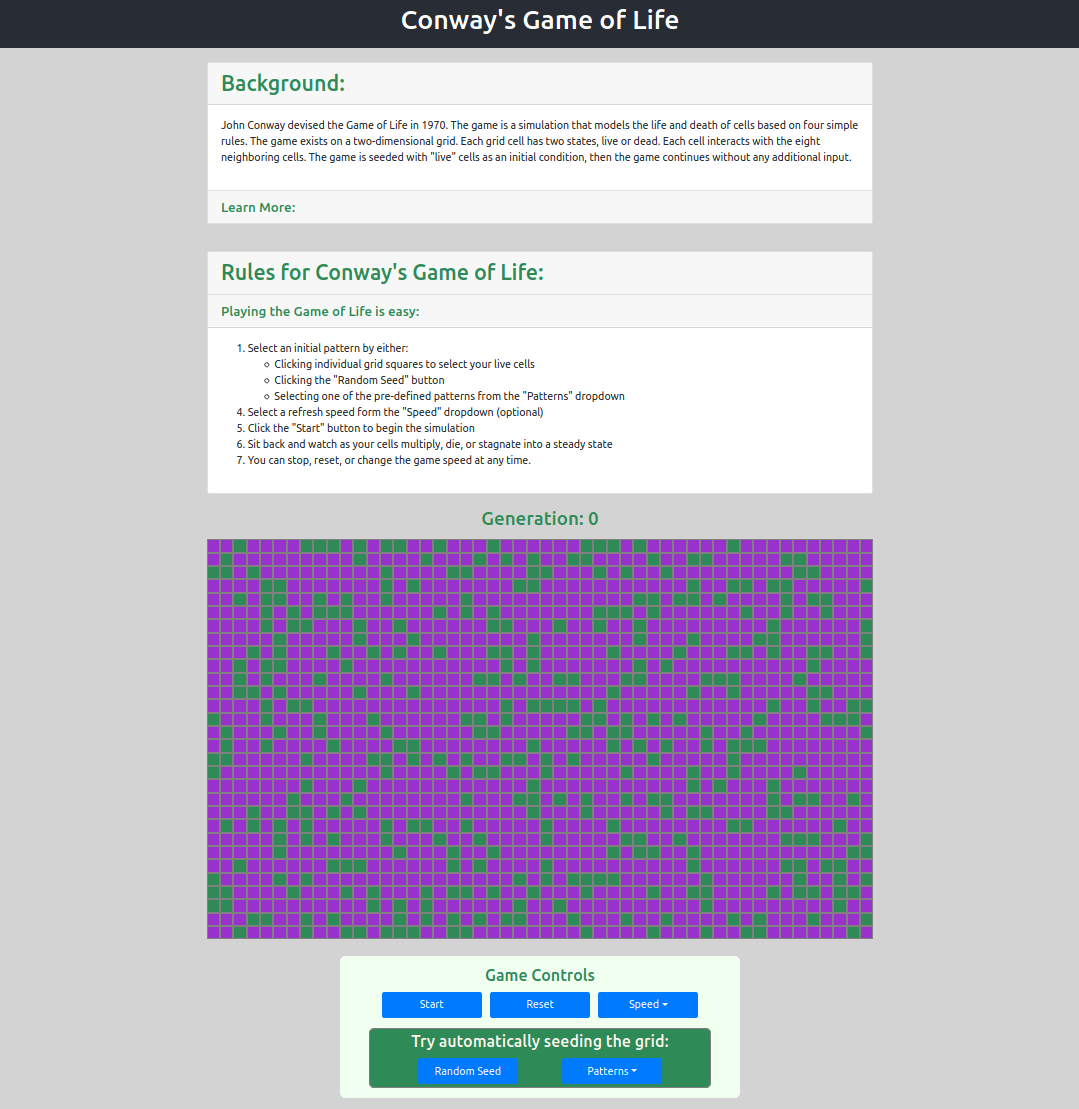 Conway's Game of Life
Background:
John Conway devised the Game of Life in 1970. The game is a simulation that models the life and death of cells based on four simple
rules. The game exists on a two-dimensional grid. Each grid cell has two states, live or dead. Each cell interacts with the eight
neighboring cells. The game is seeded with "live" cells as an initial condition, then the game continues without any additional input.
Learn More:
Rules for Conway's Game of Life:
Playing the Game of Life is easy:
1. Select an initial pattern by either:
Clicking individual grid squares to select your live cells
Clicking the "Random Seed" button
Selecting one of the pre-defined patterns from the "Patterns" dropdown
4. Select a refresh speed form the "Speed" dropdown (optional)
5. Click the "Start" button to begin the simulation
6. Sit back and watch as your cells multiply, die, or stagnate into a steady state
7. You can stop, reset, or change the game speed at any time.
Generation: 0
Game Controls
Start Reset Speed
Try automatically seeding the grid:
Random Seed Patterns